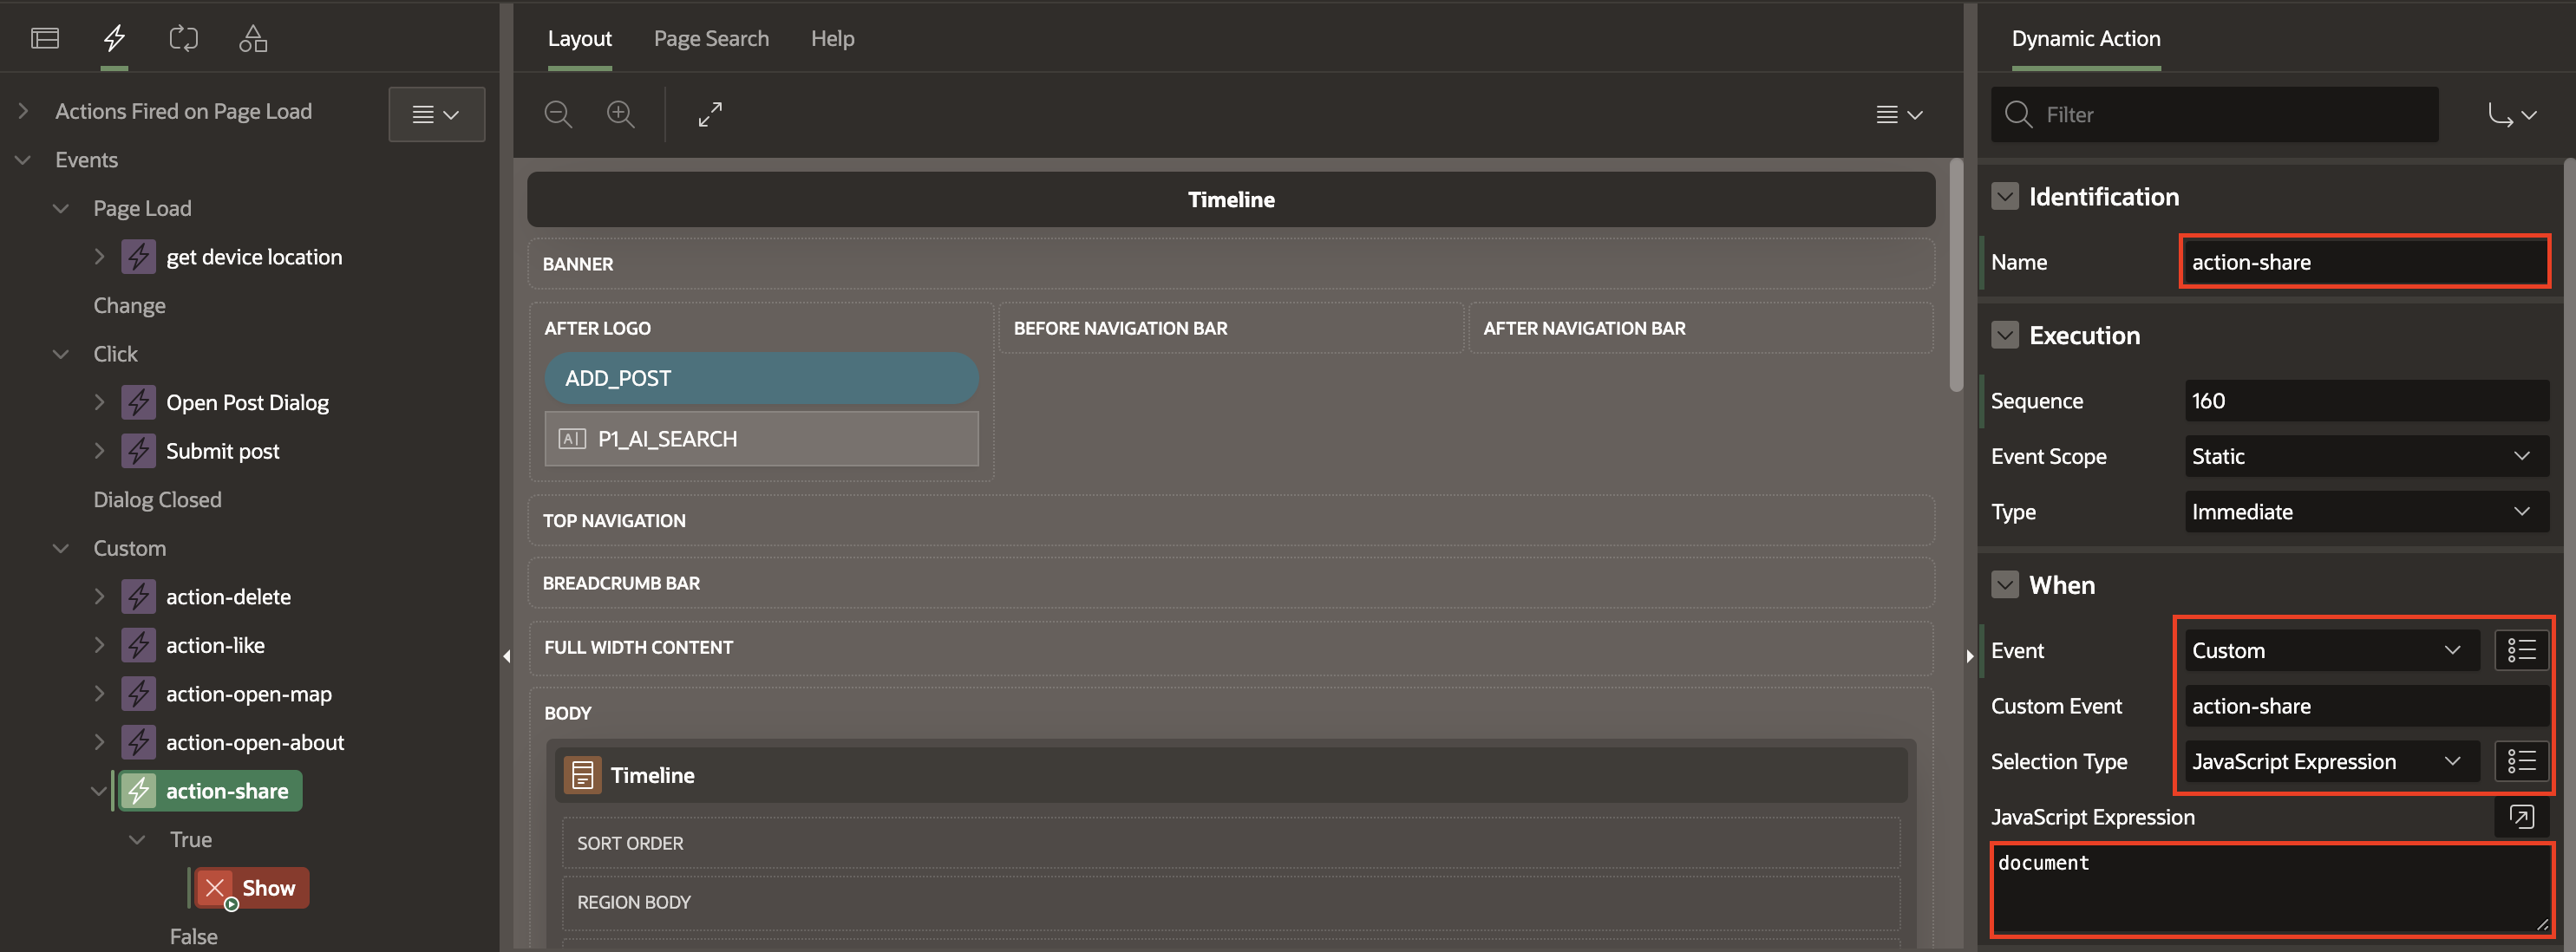 Actions Fired on Page Load
Events
Page Load
get device location
Change
Click
Open Post Dialog
Submit post
Dialog Closed
Custom
action-delete
action-like
action-open-map
action-open-about
action-share
True
Show
False
Layout Page Search Help
Timeline
BANNER
AFTER LOGO BEFORE NAVIGATION BAR AFTER NAVIGATION BAR
ADD_POST
A| P1_AI_SEARCH
TOP NAVIGATION
BREADCRUMB BAR
FULL WIDTH CONTENT
BODY
Timeline
SORT ORDER
REGION BODY
Dynamic Action
Filter
Identification
Name action-share
Execution
Sequence 160
Event Scope Static
Type Immediate
When
Event Custom
Custom Event action-share
Selection Type JavaScript Expression
JavaScript Expression
document